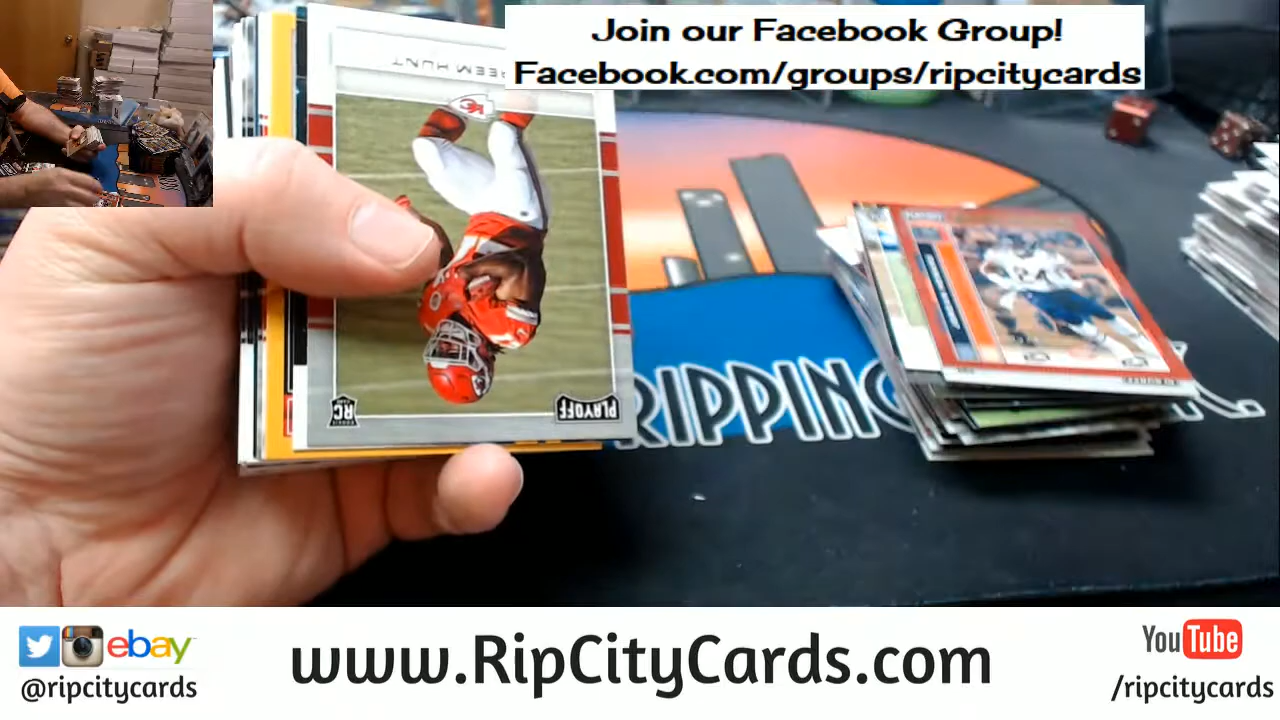 Join our Facebook Group!
Facebook.com/groups/ripcitycards
EEM HUNT
RC
PLAYOFF
RIPPING
ebay
@ripcitycards
www.RipCityCards.com
YouTube
/ripcitycards